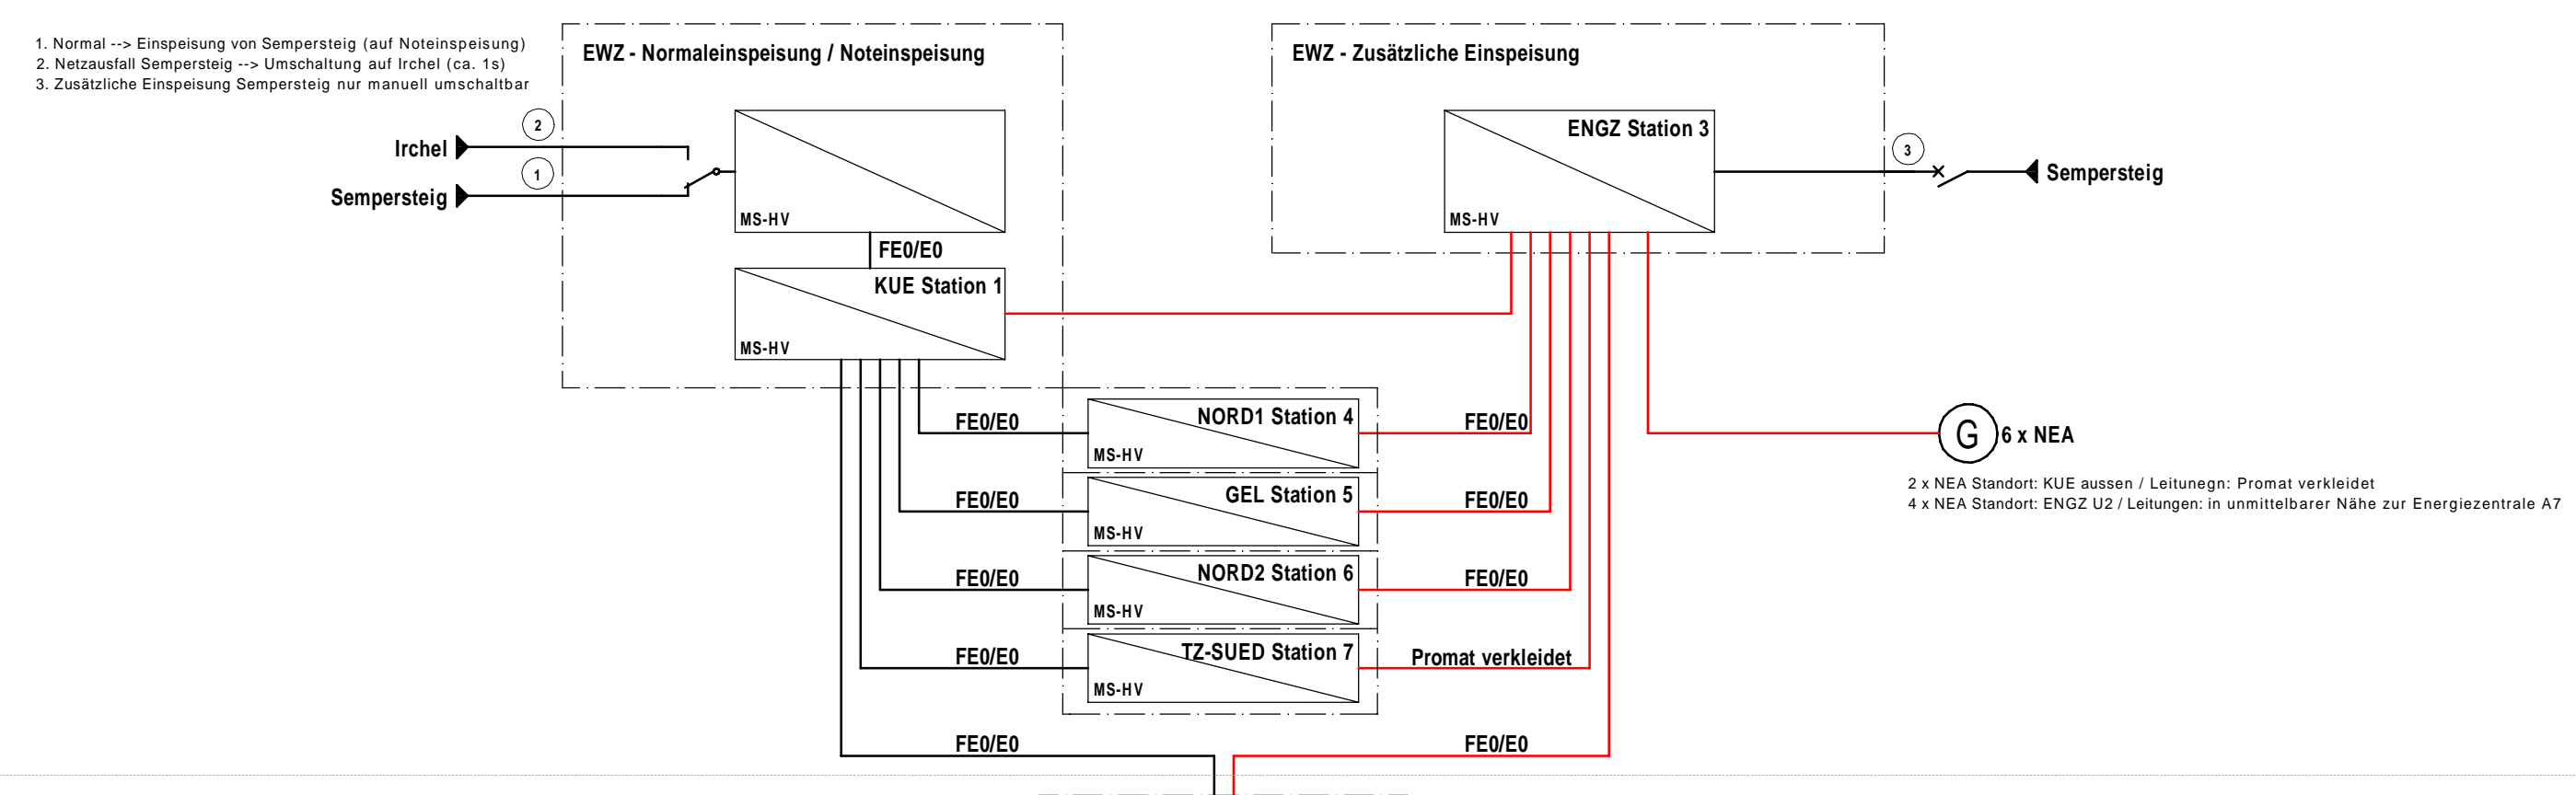 1. Normal --> Einspeisung von Sempersteig (auf Noteinspeisung)
2. Netzausfall Sempersteig --> Umschaltung auf Irchel (ca. 1s)
3. Zusätzliche Einspeisung Sempersteig nur manuell umschaltbar
EWZ - Normaleinspeisung / Noteinspeisung
EWZ - Zusätzliche Einspeisung
Irchel
2
Sempersteig
1
MS-HV
FE0/E0
KUE Station 1
MS-HV
ENGZ Station 3
MS-HV
3
Sempersteig
FE0/E0
NORD1 Station 4
MS-HV
FE0/E0
G
6 x NEA
2 x NEA Standort: KUE aussen / Leitunegn: Promat verkleidet
4 x NEA Standort: ENGZ U2 / Leitungen: in unmittelbarer Nähe zur Energiezentrale A7
FE0/E0
GEL Station 5
MS-HV
FE0/E0
FE0/E0
NORD2 Station 6
MS-HV
FE0/E0
FE0/E0
TZ-SUED Station 7
MS-HV
Promat verkleidet
FE0/E0
FE0/E0